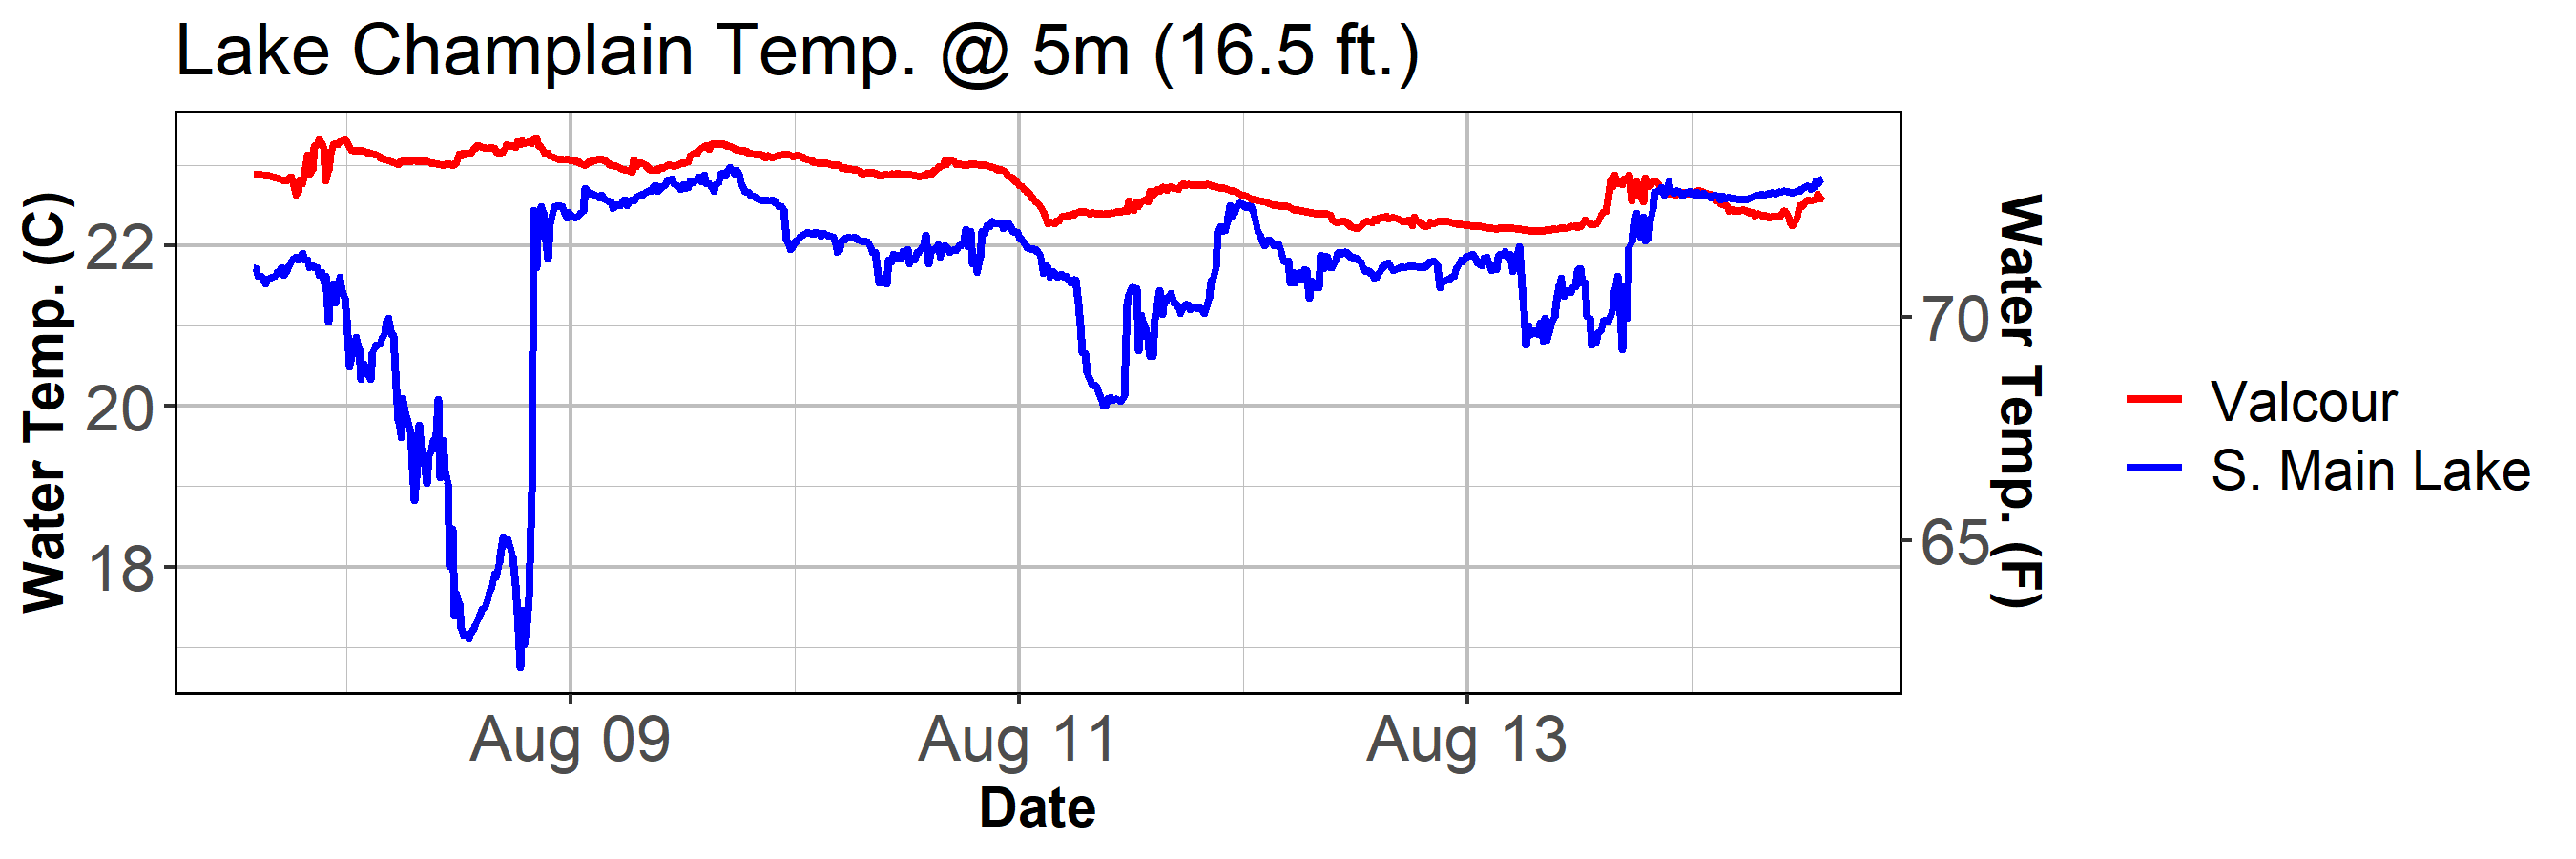 Lake Champlain Temp. @ 5m (16.5 ft.)
Water Temp. (C)
22
20
18
70
65
Water Temp. (F)
Aug 09
Aug 11
Aug 13
Date
Valcour
S. Main Lake